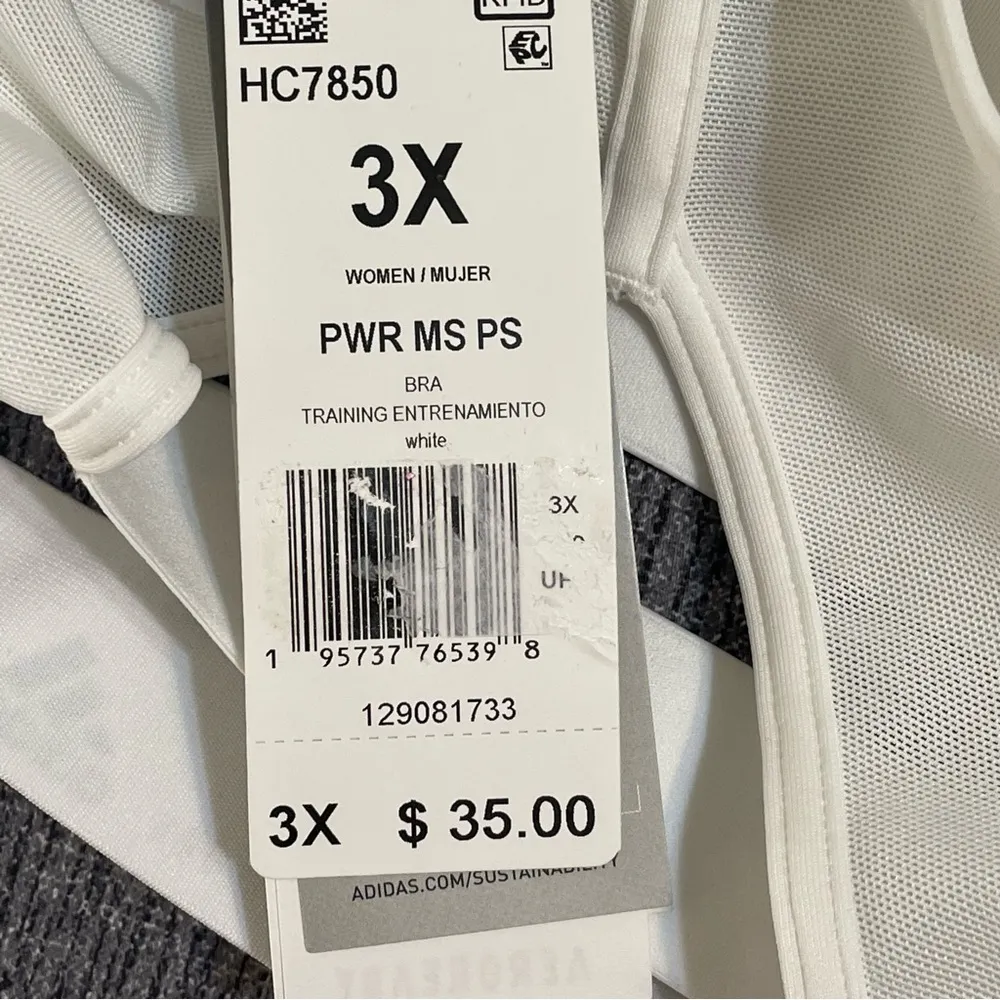 HC7850
3X
WOMEN / MUJER
PWR MS PS
BRA
TRAINING ENTRENAMIENTO
white
3X
1 95737 76539 8
129081733
3X $ 35.00
ADIDAS.COM/SUSTAINABILITY